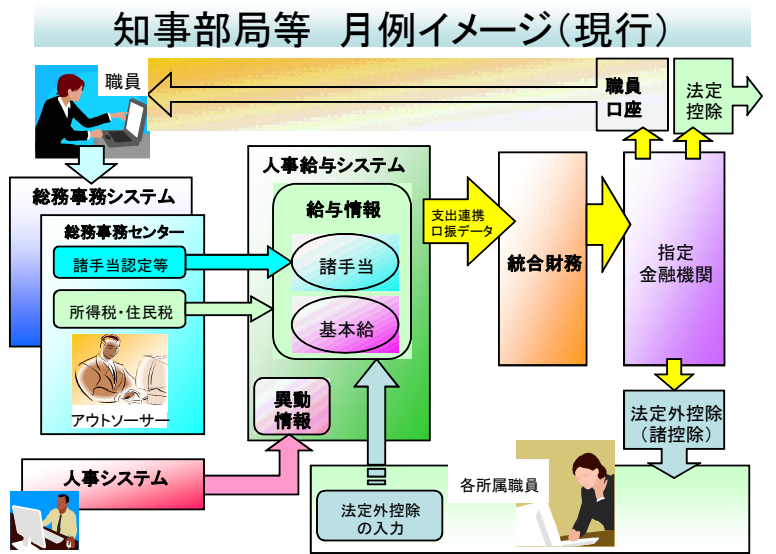 知事部局等　月例イメージ（現行）
職員
職員
口座
法定
控除
総務事務システム
総務事務センター
諸手当認定等
所得税・住民税
アウトソーサー
人事給与システム
給与情報
諸手当
基本給
異動
情報
支出連携
口振データ
統合財務
指定
金融機関
法定外控除
（諸控除）
人事システム
法定外控除
の入力
各所属職員